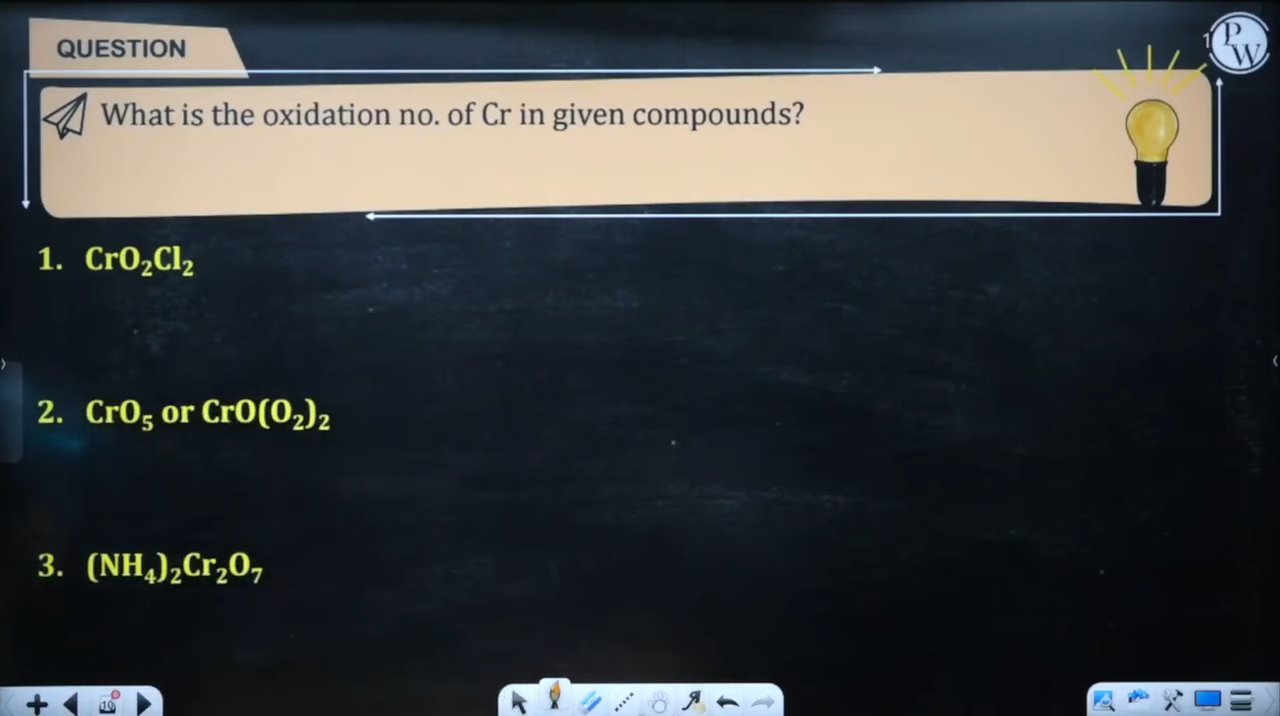 QUESTION
PW
What is the oxidation no. of Cr in given compounds?
1. CrO₂Cl₂
2. CrO₅ or CrO(O₂)₂
3. (NH₄)₂Cr₂O₇